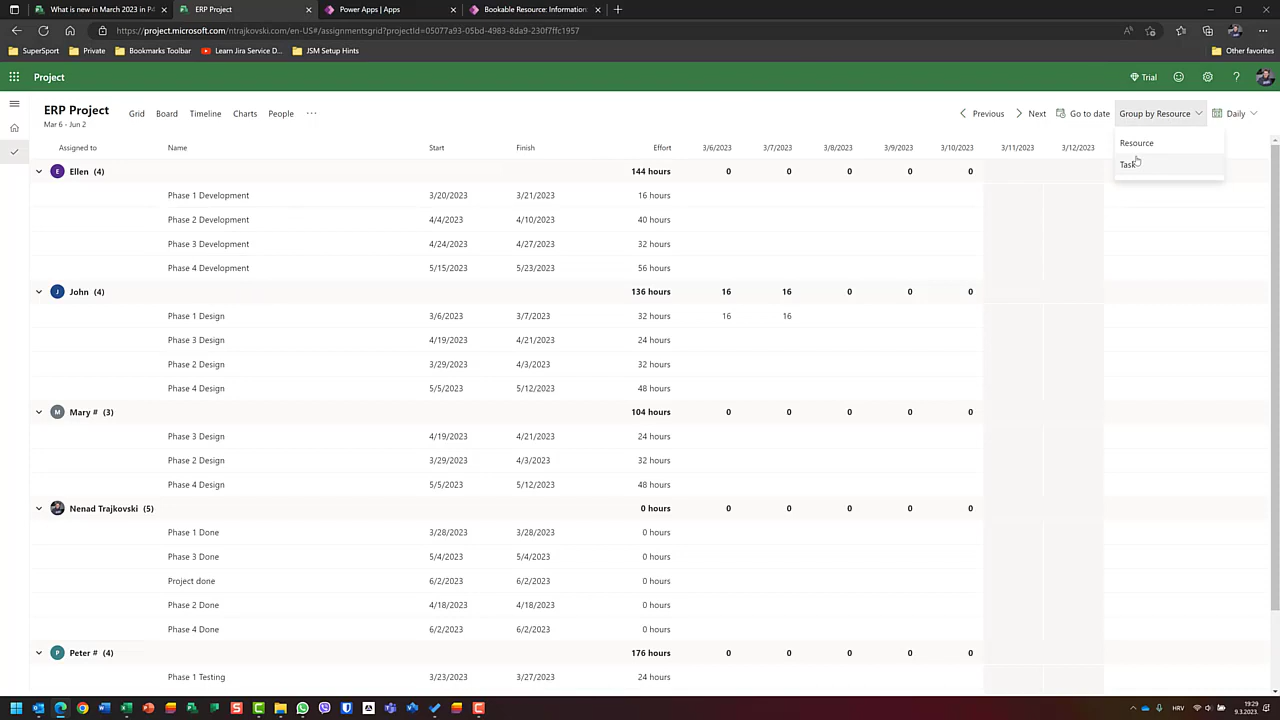 What is new in March 2023 in P4
ERP Project
Power Apps | Apps
Bookable Resource: Information
https://project.microsoft.com/ntrajkovski.com/en-US#/assignmentsgrid?projectId=05077a93-05bd-4983-8da9-230f7ffc1957
SuperSport
Private
Bookmarks Toolbar
Learn Jira Service D...
JSM Setup Hints
Other favorites
Project
Trial
ERP Project
Mar 6 - Jun 2
Grid Board Timeline Charts People ···
Previous Next Go to date Group by Resource Daily
Resource
Task
Assigned to Name Start Finish Effort 3/6/2023 3/7/2023 3/8/2023 3/9/2023 3/10/2023 3/11/2023 3/12/2023
E Ellen (4) 144 hours 0 0 0 0 0
Phase 1 Development 3/20/2023 3/21/2023 16 hours
Phase 2 Development 4/4/2023 4/10/2023 40 hours
Phase 3 Development 4/24/2023 4/27/2023 32 hours
Phase 4 Development 5/15/2023 5/23/2023 56 hours
J John (4) 136 hours 16 16 0 0 0
Phase 1 Design 3/6/2023 3/7/2023 32 hours 16 16
Phase 3 Design 4/19/2023 4/21/2023 24 hours
Phase 2 Design 3/29/2023 4/3/2023 32 hours
Phase 4 Design 5/5/2023 5/12/2023 48 hours
M Mary # (3) 104 hours 0 0 0 0 0
Phase 3 Design 4/19/2023 4/21/2023 24 hours
Phase 2 Design 3/29/2023 4/3/2023 32 hours
Phase 4 Design 5/5/2023 5/12/2023 48 hours
Nenad Trajkovski (5) 0 hours 0 0 0 0 0
Phase 1 Done 3/28/2023 3/28/2023 0 hours
Phase 3 Done 5/4/2023 5/4/2023 0 hours
Project done 6/2/2023 6/2/2023 0 hours
Phase 2 Done 4/18/2023 4/18/2023 0 hours
Phase 4 Done 6/2/2023 6/2/2023 0 hours
P Peter # (4) 176 hours 0 0 0 0 0
Phase 1 Testing 3/23/2023 3/27/2023 24 hours
HRV
19:29
9.3.2023.